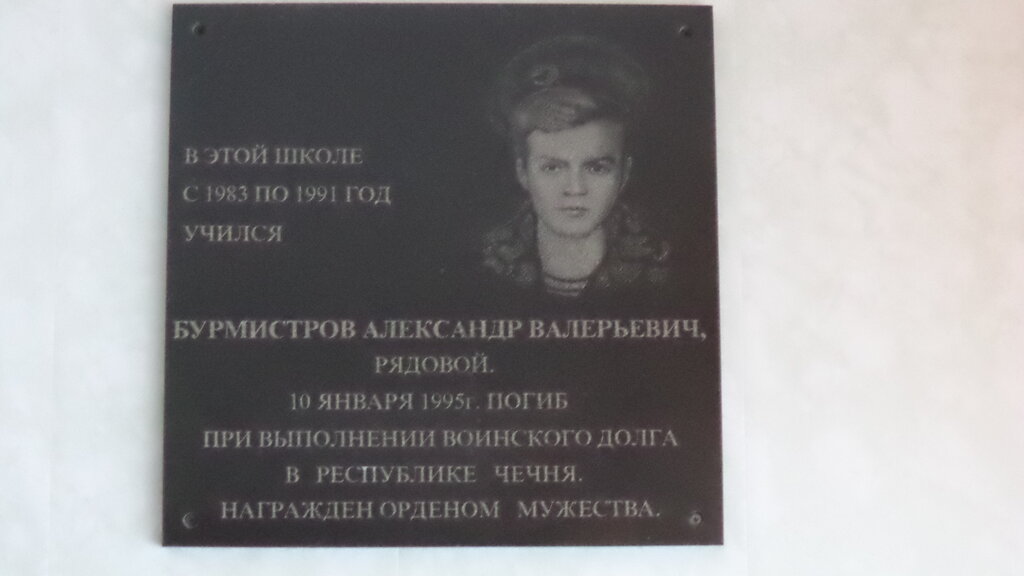 В ЭТОЙ ШКОЛЕ
С 1983 ПО 1991 ГОД
УЧИЛСЯ
БУРМИСТРОВ АЛЕКСАНДР ВАЛЕРЬЕВИЧ,
РЯДОВОЙ.
10 ЯНВАРЯ 1995г. ПОГИБ
ПРИ ВЫПОЛНЕНИИ ВОИНСКОГО ДОЛГА
В РЕСПУБЛИКЕ ЧЕЧНЯ.
НАГРАЖДЕН ОРДЕНОМ МУЖЕСТВА.